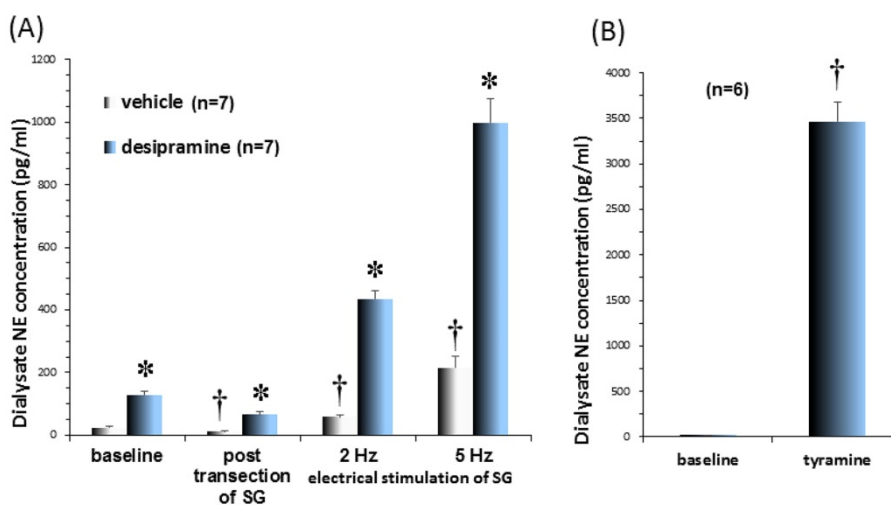 (A)
Dialysate NE concentration (pg/ml)
1200
1000
800
600
400
200
0
vehicle (n=7)
desipramine (n=7)
*
†
*
†
*
†
*
baseline
post
transection
of SG
2 Hz
5 Hz
electrical stimulation of SG
(B)
Dialysate NE concentration (pg/ml)
4000
3500
3000
2500
2000
1500
1000
500
0
(n=6)
†
baseline
tyramine